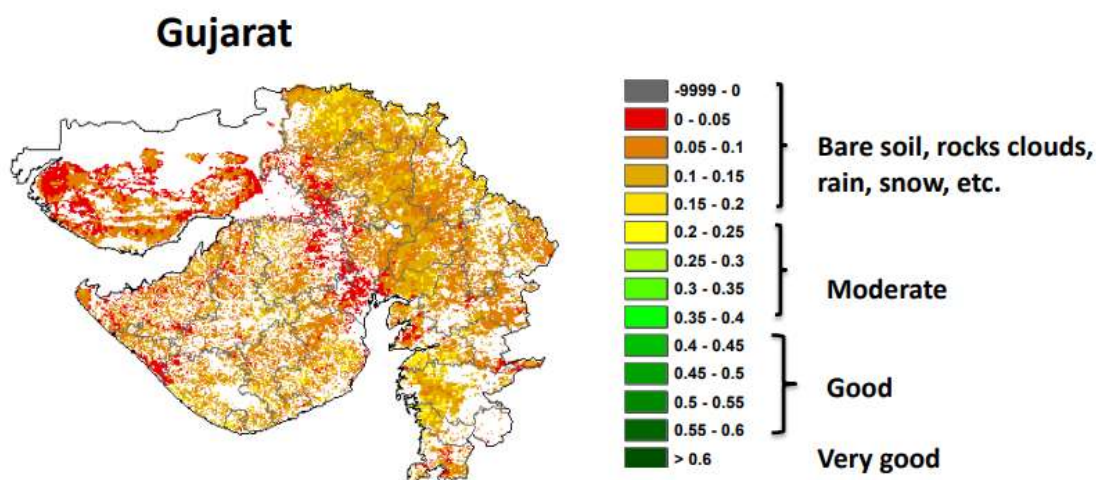 Gujarat
-9999 - 0
0 - 0.05
0.05 - 0.1
0.1 - 0.15
0.15 - 0.2
0.2 - 0.25
0.25 - 0.3
0.3 - 0.35
0.35 - 0.4
0.4 - 0.45
0.45 - 0.5
0.5 - 0.55
0.55 - 0.6
> 0.6
Bare soil, rocks clouds,
rain, snow, etc.
Moderate
Good
Very good